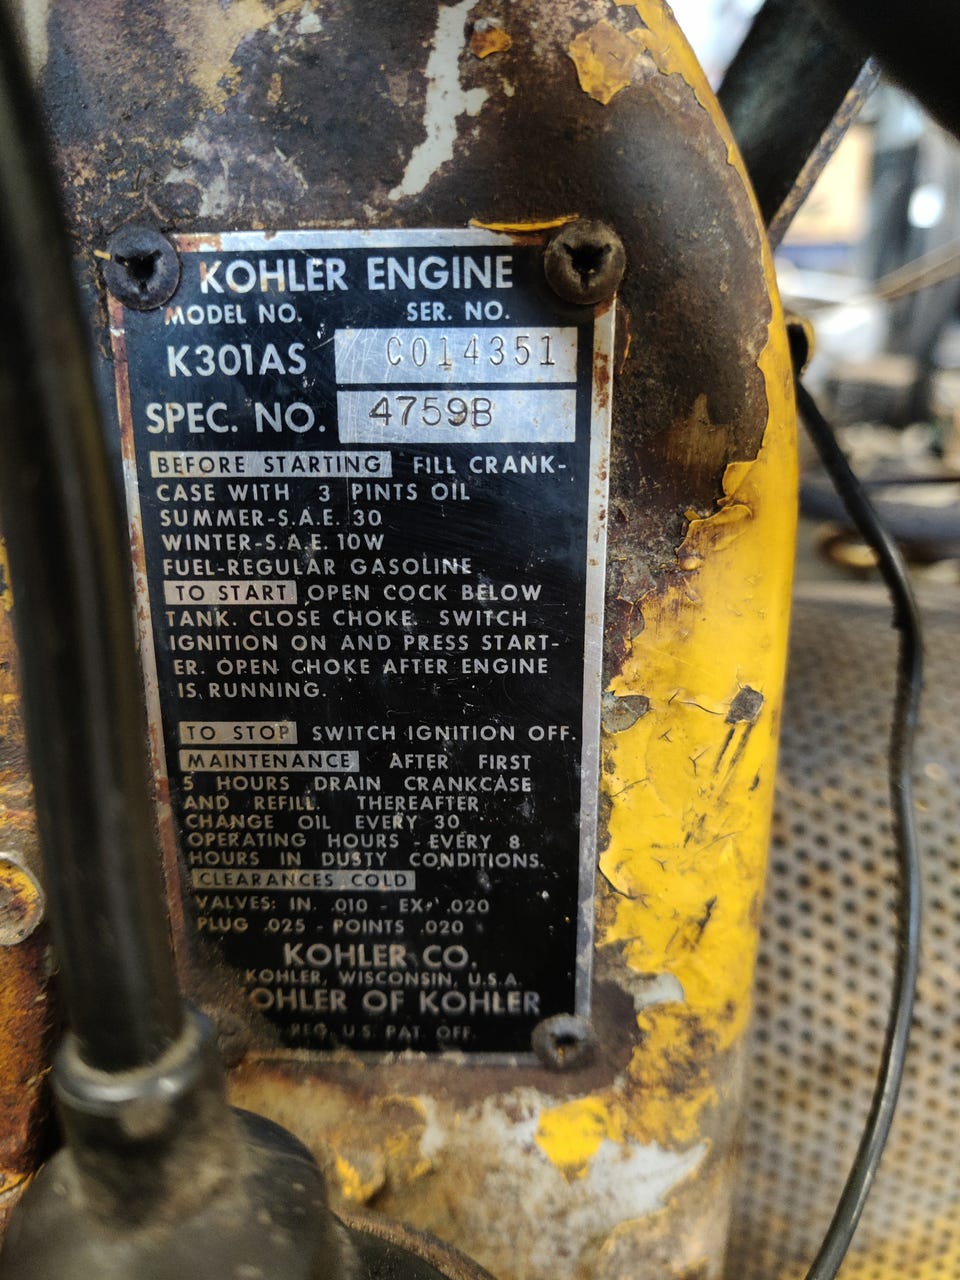 KOHLER ENGINE
MODEL NO. SER. NO.
K301AS C014351
SPEC. NO. 4759B
BEFORE STARTING FILL CRANK-
CASE WITH 3 PINTS OIL
SUMMER-S.A.E. 30
WINTER-S.A.E. 10W
FUEL-REGULAR GASOLINE
TO START OPEN COCK BELOW
TANK. CLOSE CHOKE. SWITCH
IGNITION ON AND PRESS START-
ER. OPEN CHOKE AFTER ENGINE
IS RUNNING.
TO STOP SWITCH IGNITION OFF.
MAINTENANCE AFTER FIRST
5 HOURS DRAIN CRANKCASE
AND REFILL. THEREAFTER
CHANGE OIL EVERY 30
OPERATING HOURS - EVERY 8
HOURS IN DUSTY CONDITIONS.
CLEARANCES COLD
VALVES: IN. .010 - EX. .020
PLUG .025 - POINTS .020
KOHLER CO.
KOHLER, WISCONSIN, U.S.A.
OHLER OF KOHLER
REG. U.S. PAT. OFF.